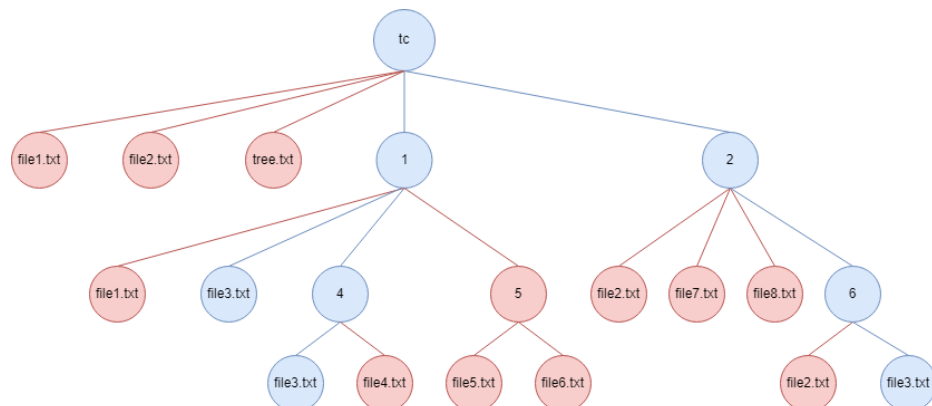 tc
file1.txt
file2.txt
tree.txt
1
2
file1.txt
file3.txt
4
5
file2.txt
file7.txt
file8.txt
6
file3.txt
file4.txt
file5.txt
file6.txt
file2.txt
file3.txt